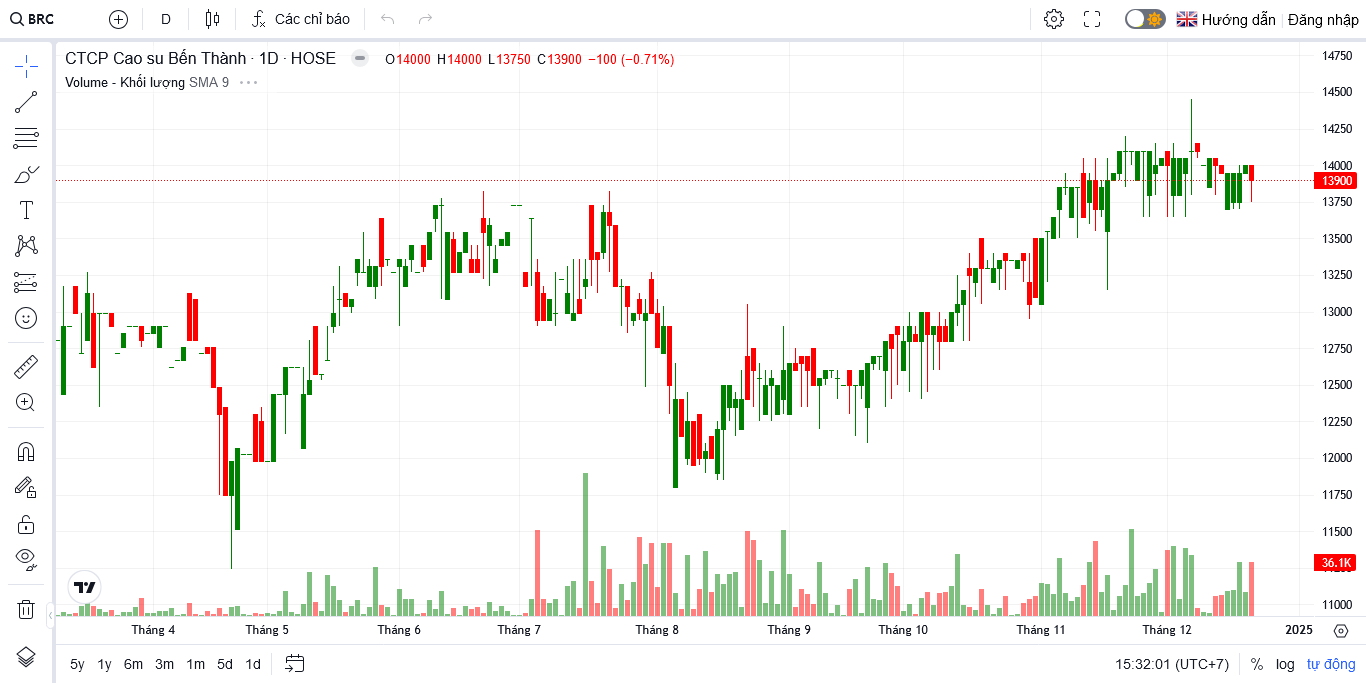 BRC D Các chỉ báo Hướng dẫn Đăng nhập
CTCP Cao su Bến Thành · 1D · HOSE O14000 H14000 L13750 C13900 −100 (−0.71%)
Volume - Khối lượng SMA 9
14750
14500
14250
14000
13900
13750
13500
13250
13000
12750
12500
12250
12000
11750
11500
36.1K
11000
Tháng 4 Tháng 5 Tháng 6 Tháng 7 Tháng 8 Tháng 9 Tháng 10 Tháng 11 Tháng 12 2025
5y 1y 6m 3m 1m 5d 1d 15:32:01 (UTC+7) % log tự động